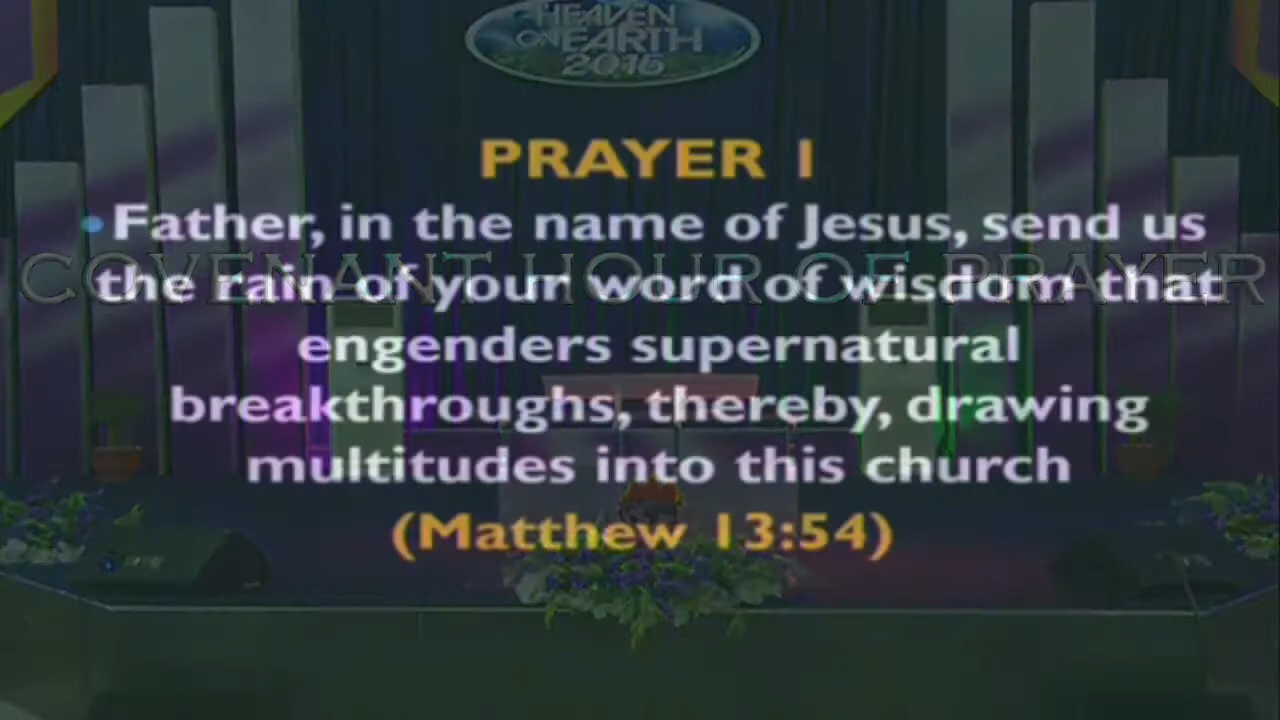 HEAVEN
ON EARTH
2016
PRAYER 1
• Father, in the name of Jesus, send us
COVENANT HOUR OF PRAYER
the rain of your word of wisdom that
engenders supernatural
breakthroughs, thereby, drawing
multitudes into this church
(Matthew 13:54)